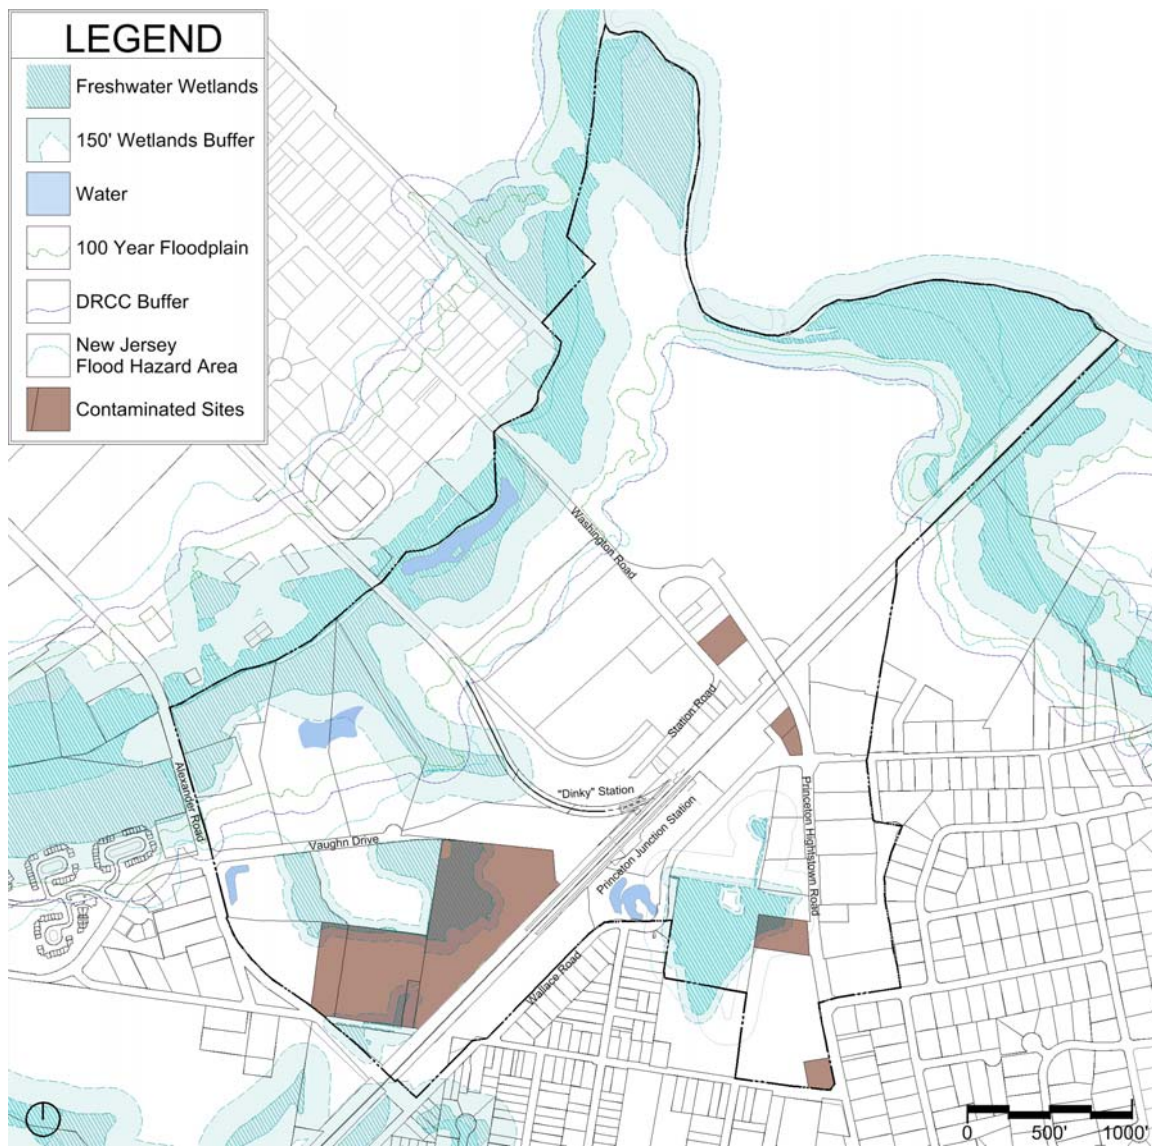 LEGEND
Freshwater Wetlands
150' Wetlands Buffer
Water
100 Year Floodplain
DRCC Buffer
New Jersey
Flood Hazard Area
Contaminated Sites
Washington Road
Station Road
"Dinky" Station
Princeton Junction Station
Alexander Road
Vaughn Drive
Princeton Hightstown Road
Wallace Road
0 500' 1000'